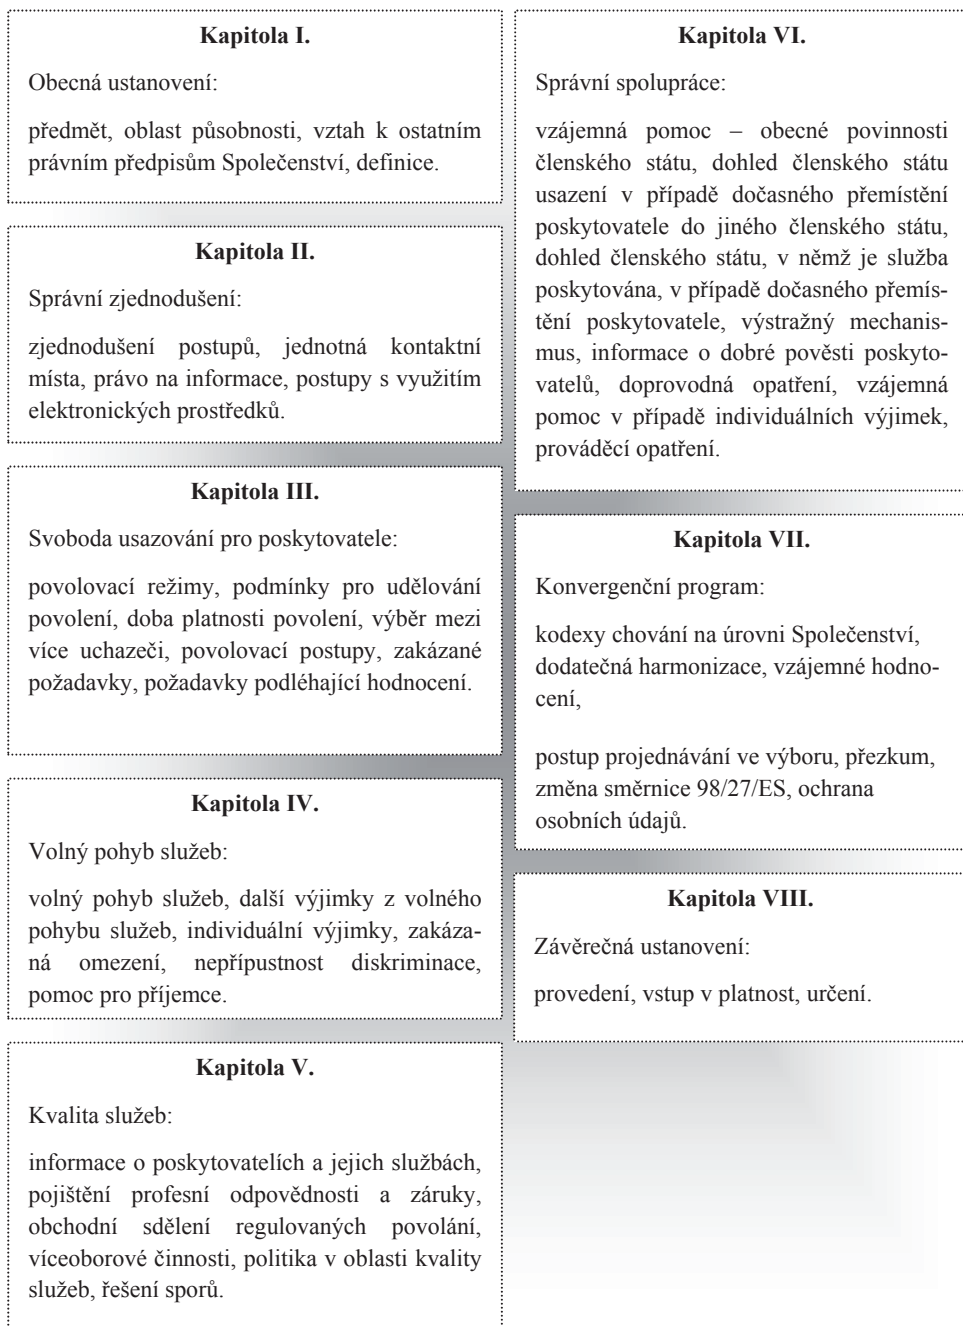 Kapitola I.
Obecná ustanovení:
předmět, oblast působnosti, vztah k ostatním
právním předpisům Společenství, definice.
Kapitola II.
Správní zjednodušení:
zjednodušení postupů, jednotná kontaktní
místa, právo na informace, postupy s využitím
elektronických prostředků.
Kapitola III.
Svoboda usazování pro poskytovatele:
povolovací režimy, podmínky pro udělování
povolení, doba platnosti povolení, výběr mezi
více uchazeči, povolovací postupy, zakázané
požadavky, požadavky podléhající hodnocení.
Kapitola IV.
Volný pohyb služeb:
volný pohyb služeb, další výjimky z volného
pohybu služeb, individuální výjimky, zakáza-
ná omezení, nepřípustnost diskriminace,
pomoc pro příjemce.
Kapitola V.
Kvalita služeb:
informace o poskytovatelích a jejich službách,
pojištění profesní odpovědnosti a záruky,
obchodní sdělení regulovaných povolání,
víceoborové činnosti, politika v oblasti kvality
služeb, řešení sporů.
Kapitola VI.
Správní spolupráce:
vzájemná pomoc – obecné povinnosti
členského státu, dohled členského státu
usazení v případě dočasného přemístění
poskytovatele do jiného členského státu,
dohled členského státu, v němž je služba
poskytována, v případě dočasného přemís-
tění poskytovatele, výstražný mechanis-
mus, informace o dobré pověsti poskyto-
vatelů, doprovodná opatření, vzájemná
pomoc v případě individuálních výjimek,
prováděcí opatření.
Kapitola VII.
Konvergenční program:
kodexy chování na úrovni Společenství,
dodatečná harmonizace, vzájemné hodno-
cení,
postup projednávání ve výboru, přezkum,
změna směrnice 98/27/ES, ochrana
osobních údajů.
Kapitola VIII.
Závěrečná ustanovení:
provedení, vstup v platnost, určení.